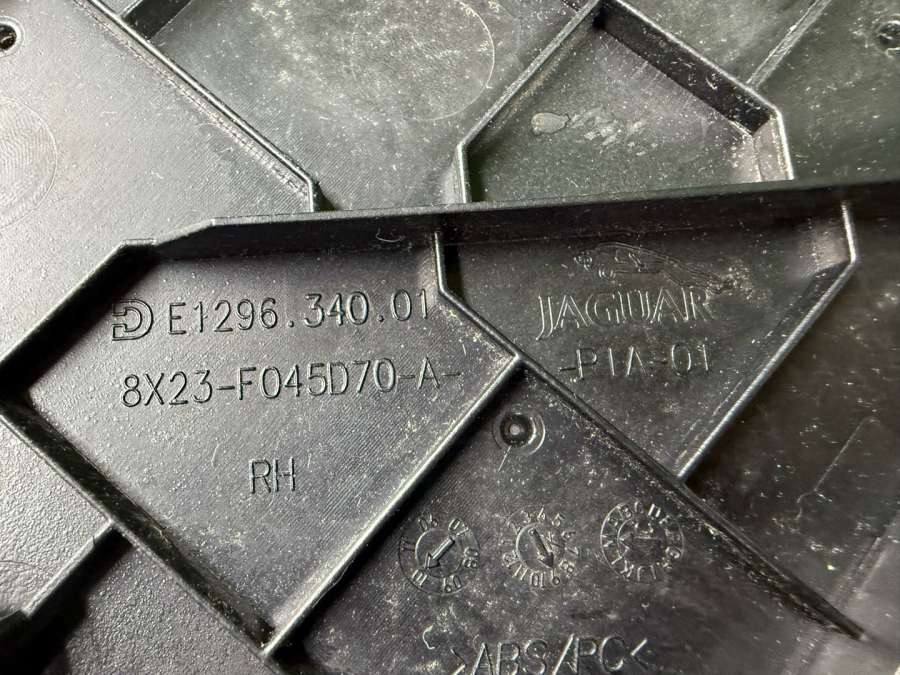 E1296.340.01
8X23-F045D70-A-
RH
JAGUAR
-P1A-01
>ABS/PC<